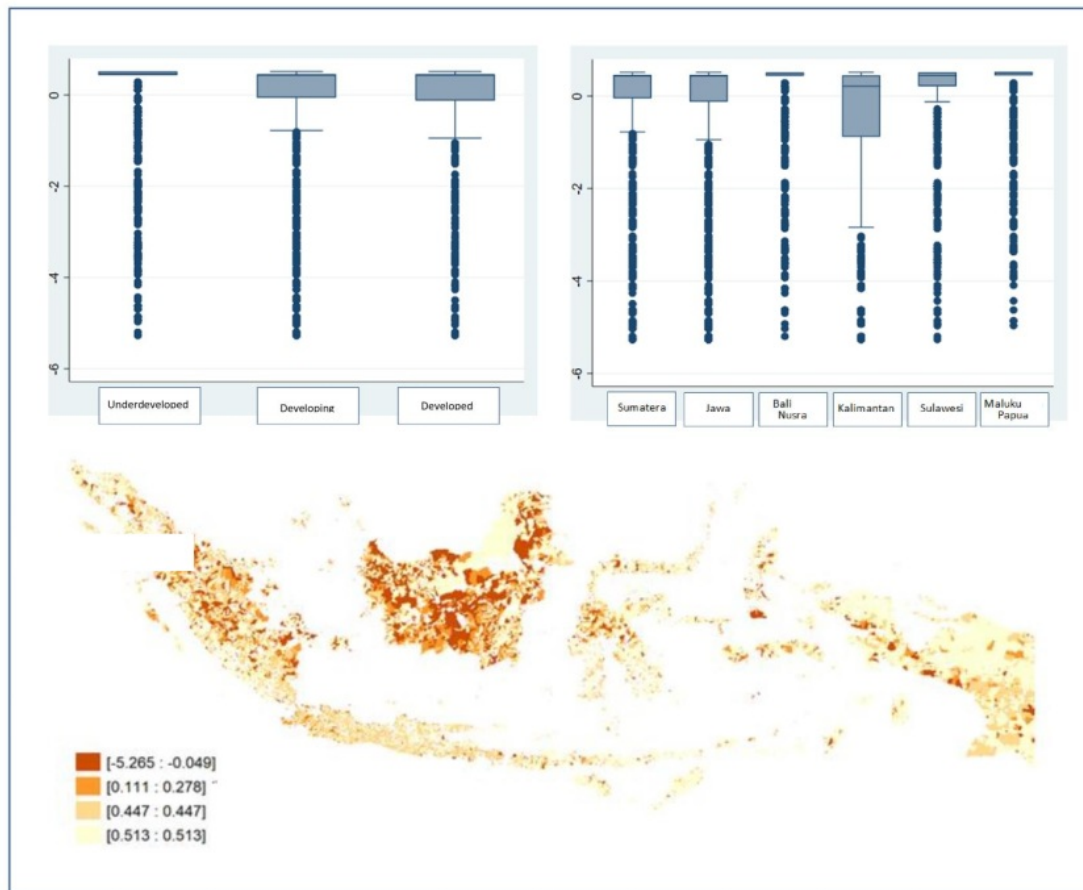 0
-2
-4
-6
Underdeveloped
Developing
Developed
0
-2
-4
-6
Sumatera
Jawa
Bali
Nusra
Kalimantan
Sulawesi
Maluku
Papua
[-5.265 : -0.049]
[0.111 : 0.278]
[0.447 : 0.447]
[0.513 : 0.513]